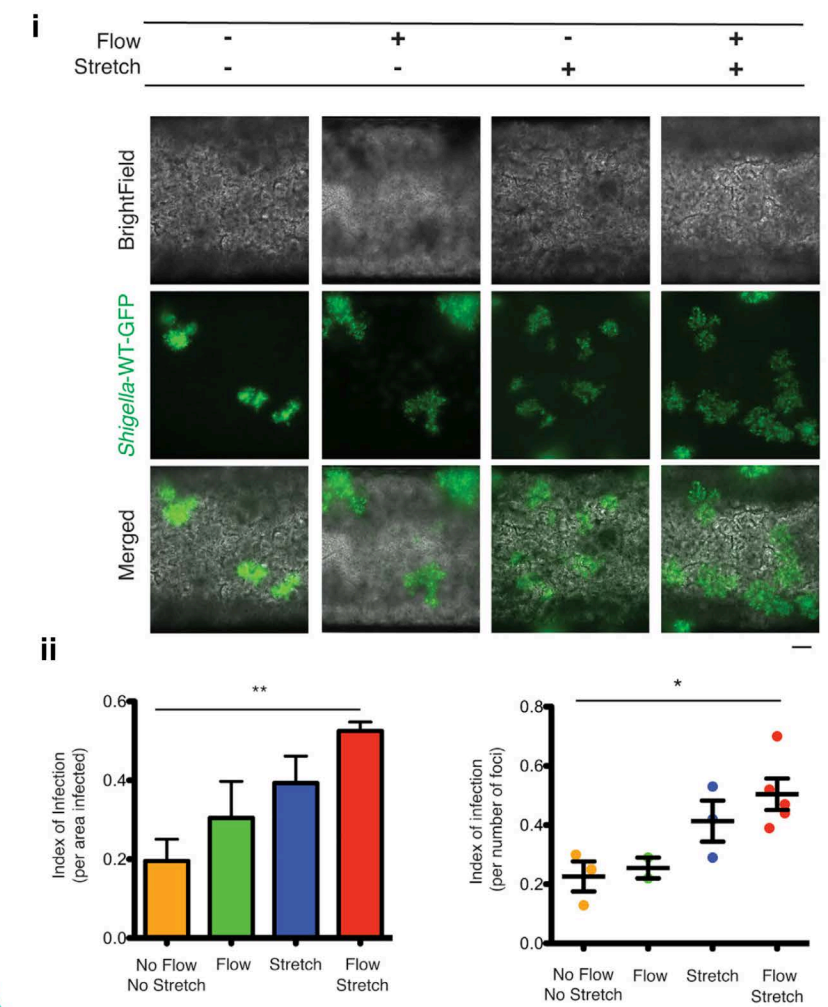 i
Flow - + - +
Stretch - - + +
BrightField
Shigella-WT-GFP
Merged
ii
**
Index of Infection
(per area infected)
0.6
0.4
0.2
0.0
No Flow
No Stretch
Flow
Stretch
Flow
Stretch
*
Index of infection
(per number of foci)
0.8
0.6
0.4
0.2
0.0
No Flow
No Stretch
Flow
Stretch
Flow
Stretch